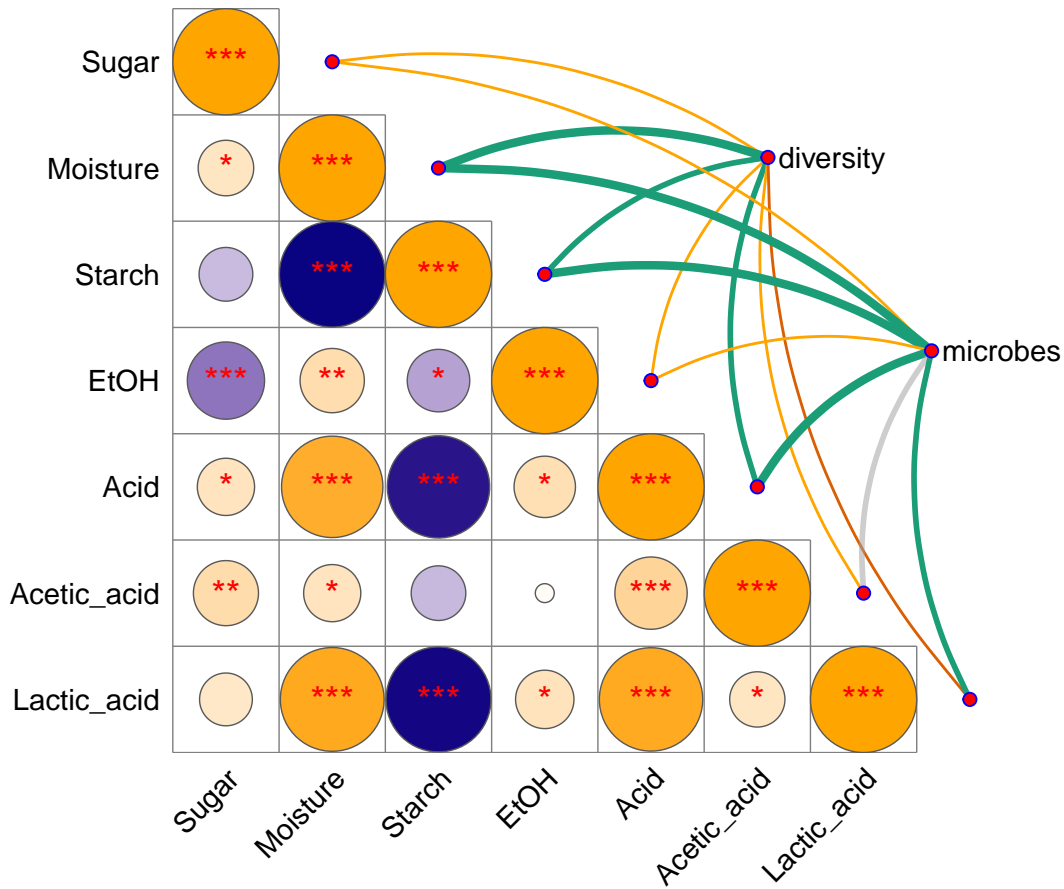 Sugar ***
Moisture * *** diversity
Starch *** ***
microbes
EtOH *** ** * ***
Acid * *** *** * ***
Acetic_acid ** * *** ***
Lactic_acid *** *** * *** * ***
Sugar Moisture Starch EtOH Acid Acetic_acid Lactic_acid